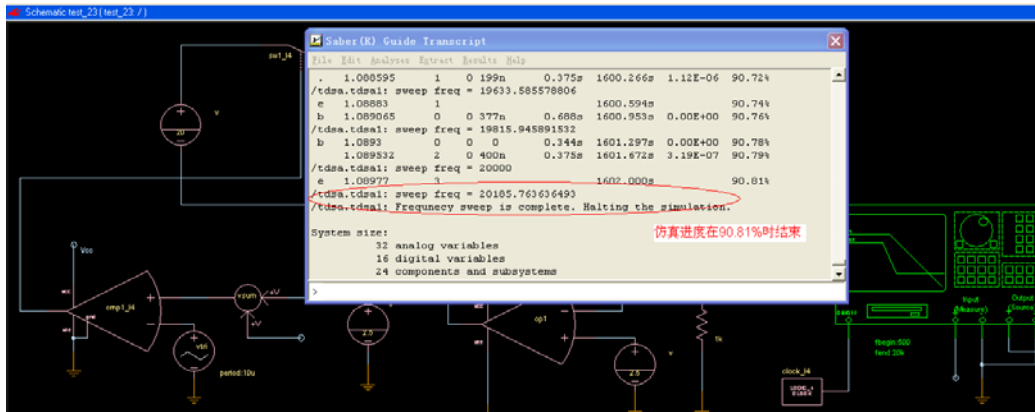 Schematic test_23 ( test_23: / )
Saber(R) Guide Transcript
File Edit Analyses Extract Results Help
. 1.088595 1 0 199n 0.375s 1600.266s 1.12E-06 90.72%
/tdsa.tdsa1: sweep freq = 19633.585578806
e 1.08883 1 1600.594s 90.74%
b 1.089065 0 0 377n 0.688s 1600.953s 0.00E+00 90.76%
/tdsa.tdsa1: sweep freq = 19815.945891532
b 1.0893 0 0 0 0.344s 1601.297s 0.00E+00 90.78%
1.089532 2 0 400n 0.375s 1601.672s 3.19E-07 90.79%
/tdsa.tdsa1: sweep freq = 20000
e 1.08977 3 1602.000s 90.81%
/tdsa.tdsa1: sweep freq = 20185.763636493
/tdsa.tdsa1: Frequnecy sweep is complete. Halting the simulation.
System size:
32 analog variables
16 digital variables
24 components and subsystems
>
仿真进度在90.81%时结束
sw1_l4
v
20
Vcc
cmp1_l4
vsum
+V
+V
vtri
period:10u
2.5
op1
2.5
v
1k
Input
(Measury)
Output
(Source)
fbegin:500
fend:20k
clock_l4